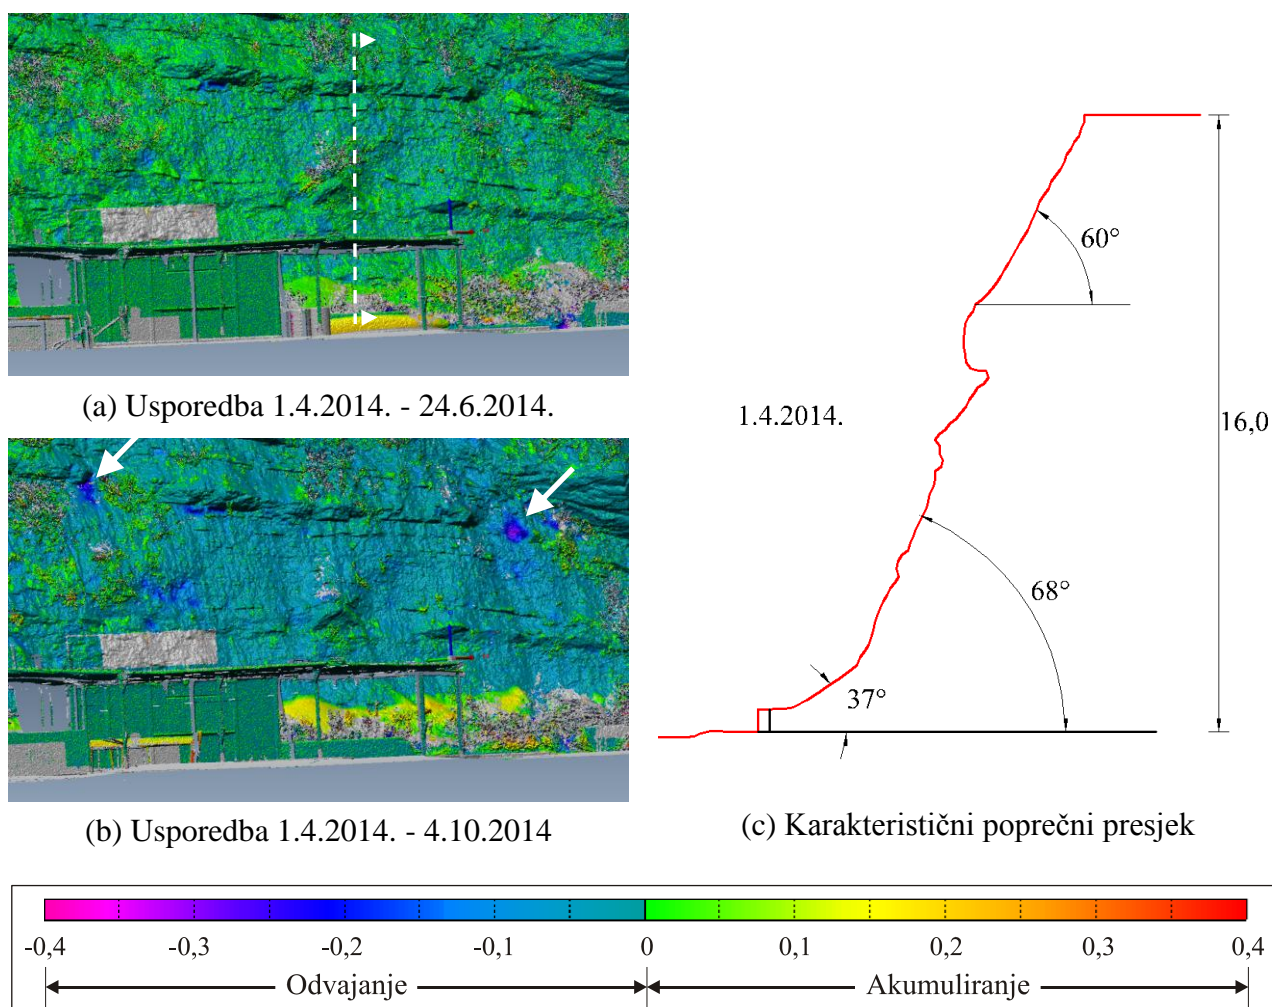 (a) Usporedba 1.4.2014. - 24.6.2014.
(b) Usporedba 1.4.2014. - 4.10.2014
60°
1.4.2014.
16,0
68°
37°
(c) Karakteristični poprečni presjek
-0,4 -0,3 -0,2 -0,1 0 0,1 0,2 0,3 0,4
Odvajanje Akumuliranje